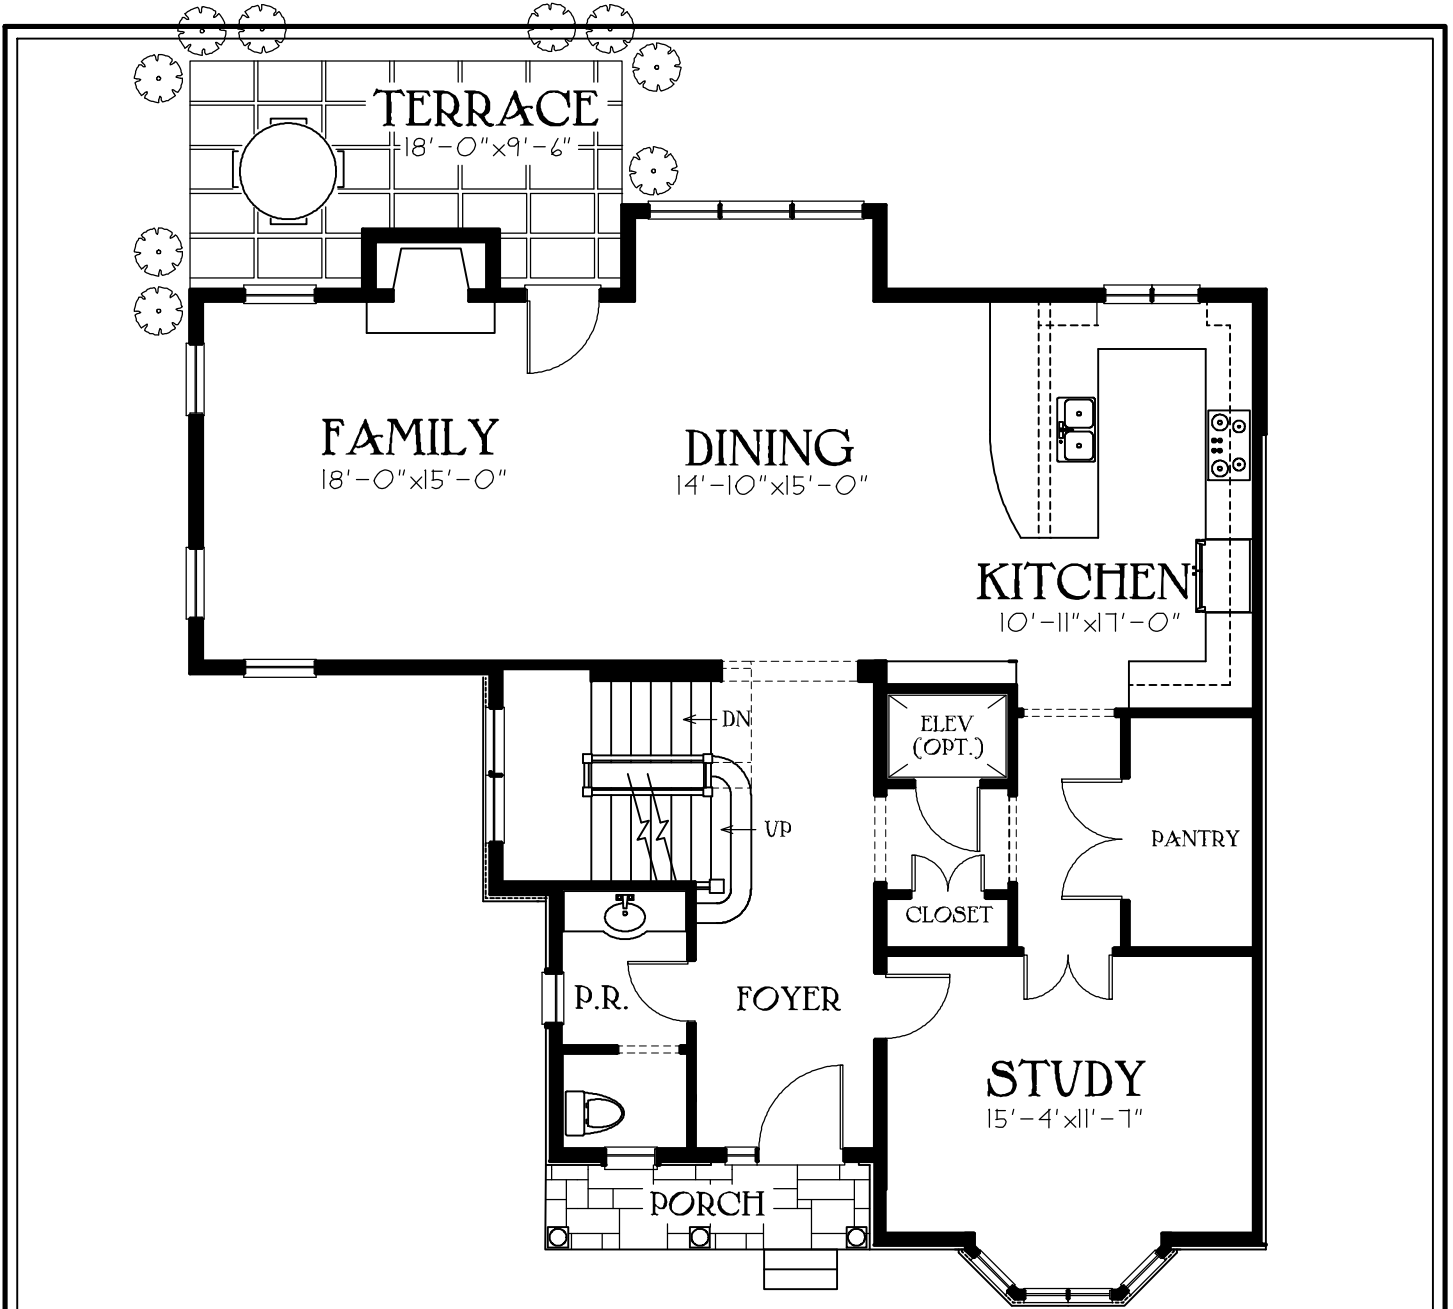 TERRACE
18'-0"x9'-6"
FAMILY
18'-0"x15'-0"
DINING
14'-10"x15'-0"
KITCHEN
10'-11"x17'-0"
DN
ELEV
(OPT.)
UP
PANTRY
CLOSET
P.R.
FOYER
STUDY
15'-4'x11'-7"
PORCH